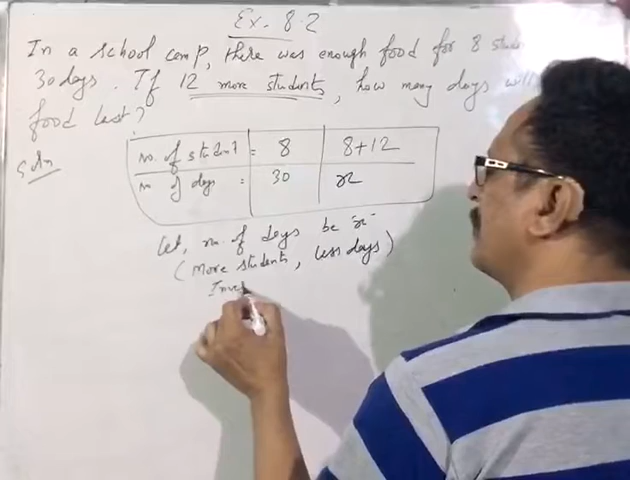 Ex. 8.2
In a school camp, there was enough food for 8 stude
30 days. If 12 more students, how many days will
food last?
Soln
no. of student = 8 8+12
no of days = 30 x
Let, no. of days be "x"
(More students, less days)
Inve